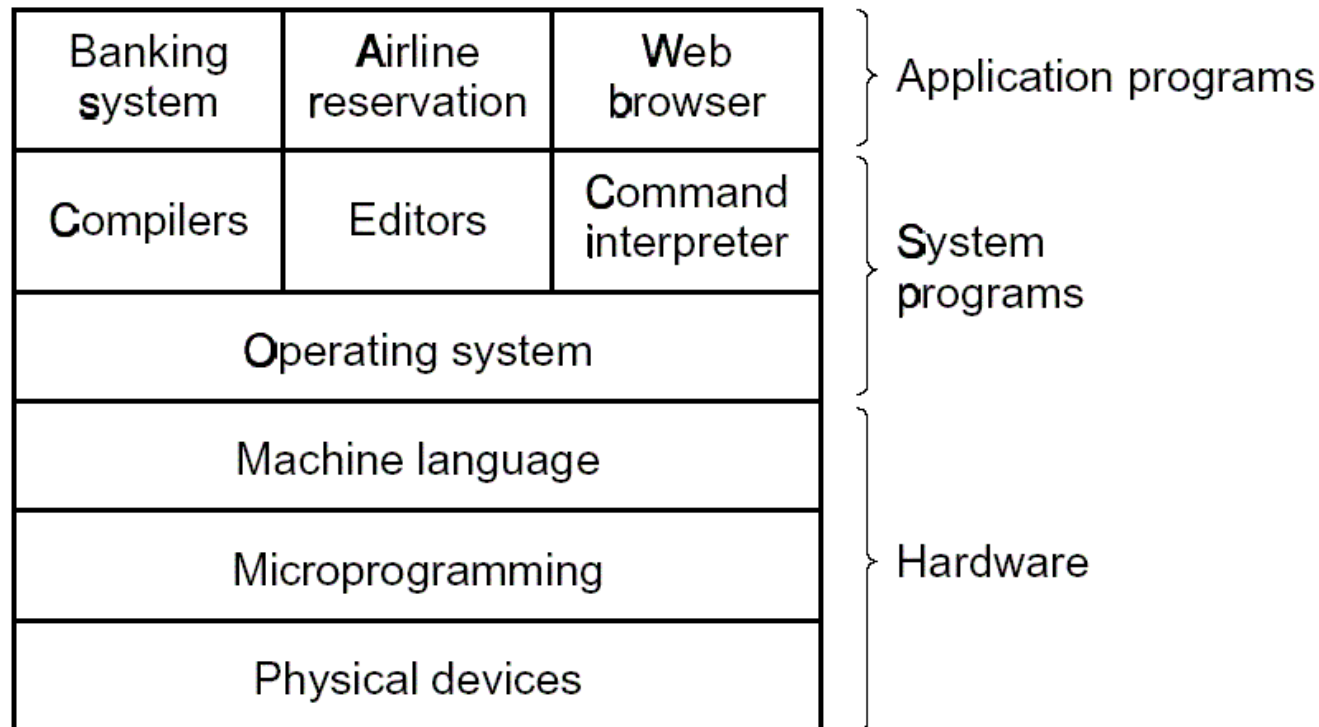 Banking
system
Airline
reservation
Web
browser
Application programs
Compilers
Editors
Command
interpreter
System
programs
Operating system
Machine language
Microprogramming
Hardware
Physical devices